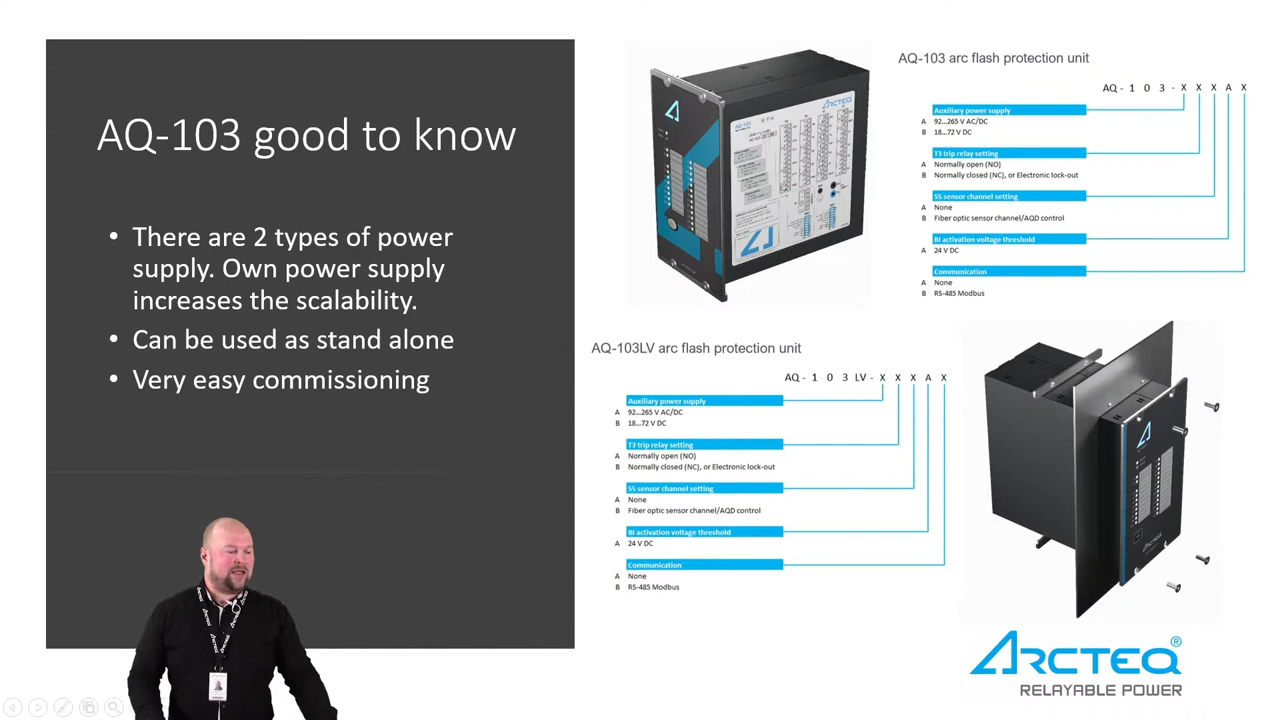 AQ-103 good to know
• There are 2 types of power
supply. Own power supply
increases the scalability.
• Can be used as stand alone
• Very easy commissioning
ARCTEQ
AQ-103 arc flash protection unit
AQ - 1 0 3 - X X X A X
Auxiliary power supply
A 92...265 V AC/DC
B 18...72 V DC
T3 trip relay setting
A Normally open (NO)
B Normally closed (NC), or Electronic lock-out
S5 sensor channel setting
A None
B Fiber optic sensor channel/AQD control
BI activation voltage threshold
A 24 V DC
Communication
A None
B RS-485 Modbus
AQ-103LV arc flash protection unit
AQ - 1 0 3 LV - X X X A X
Auxiliary power supply
A 92...265 V AC/DC
B 18...72 V DC
T3 trip relay setting
A Normally open (NO)
B Normally closed (NC), or Electronic lock-out
S5 sensor channel setting
A None
B Fiber optic sensor channel/AQD control
BI activation voltage threshold
A 24 V DC
Communication
A None
B RS-485 Modbus
ARCTEQ®
RELAYABLE POWER